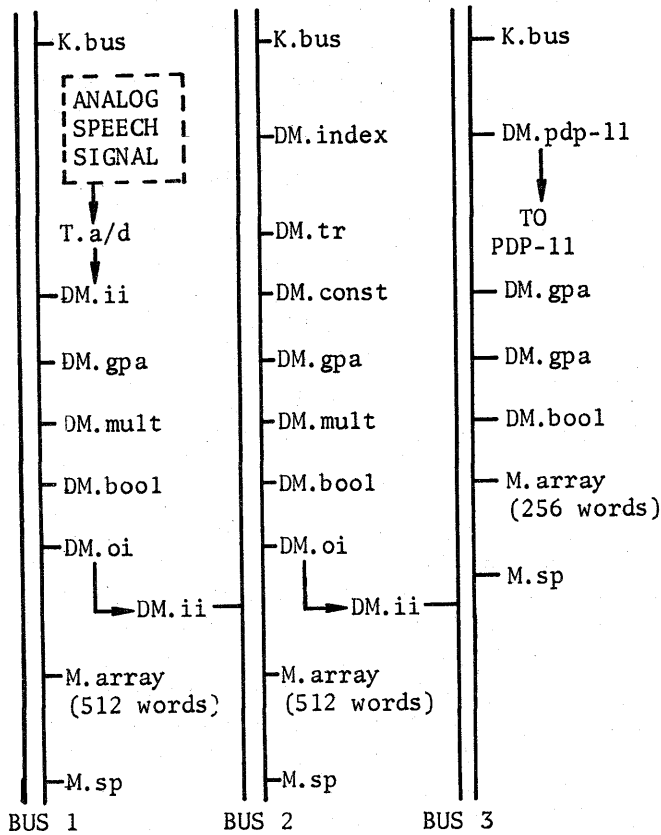 K.bus
ANALOG
SPEECH
SIGNAL
T.a/d
DM.ii
DM.gpa
DM.mult
DM.bool
DM.oi
DM.ii
M.array
(512 words)
M.sp
BUS 1
K.bus
DM.index
DM.tr
DM.const
DM.gpa
DM.mult
DM.bool
DM.oi
DM.ii
M.array
(512 words)
M.sp
BUS 2
K.bus
DM.pdp-11
TO
PDP-11
DM.gpa
DM.gpa
DM.bool
M.array
(256 words)
M.sp
BUS 3